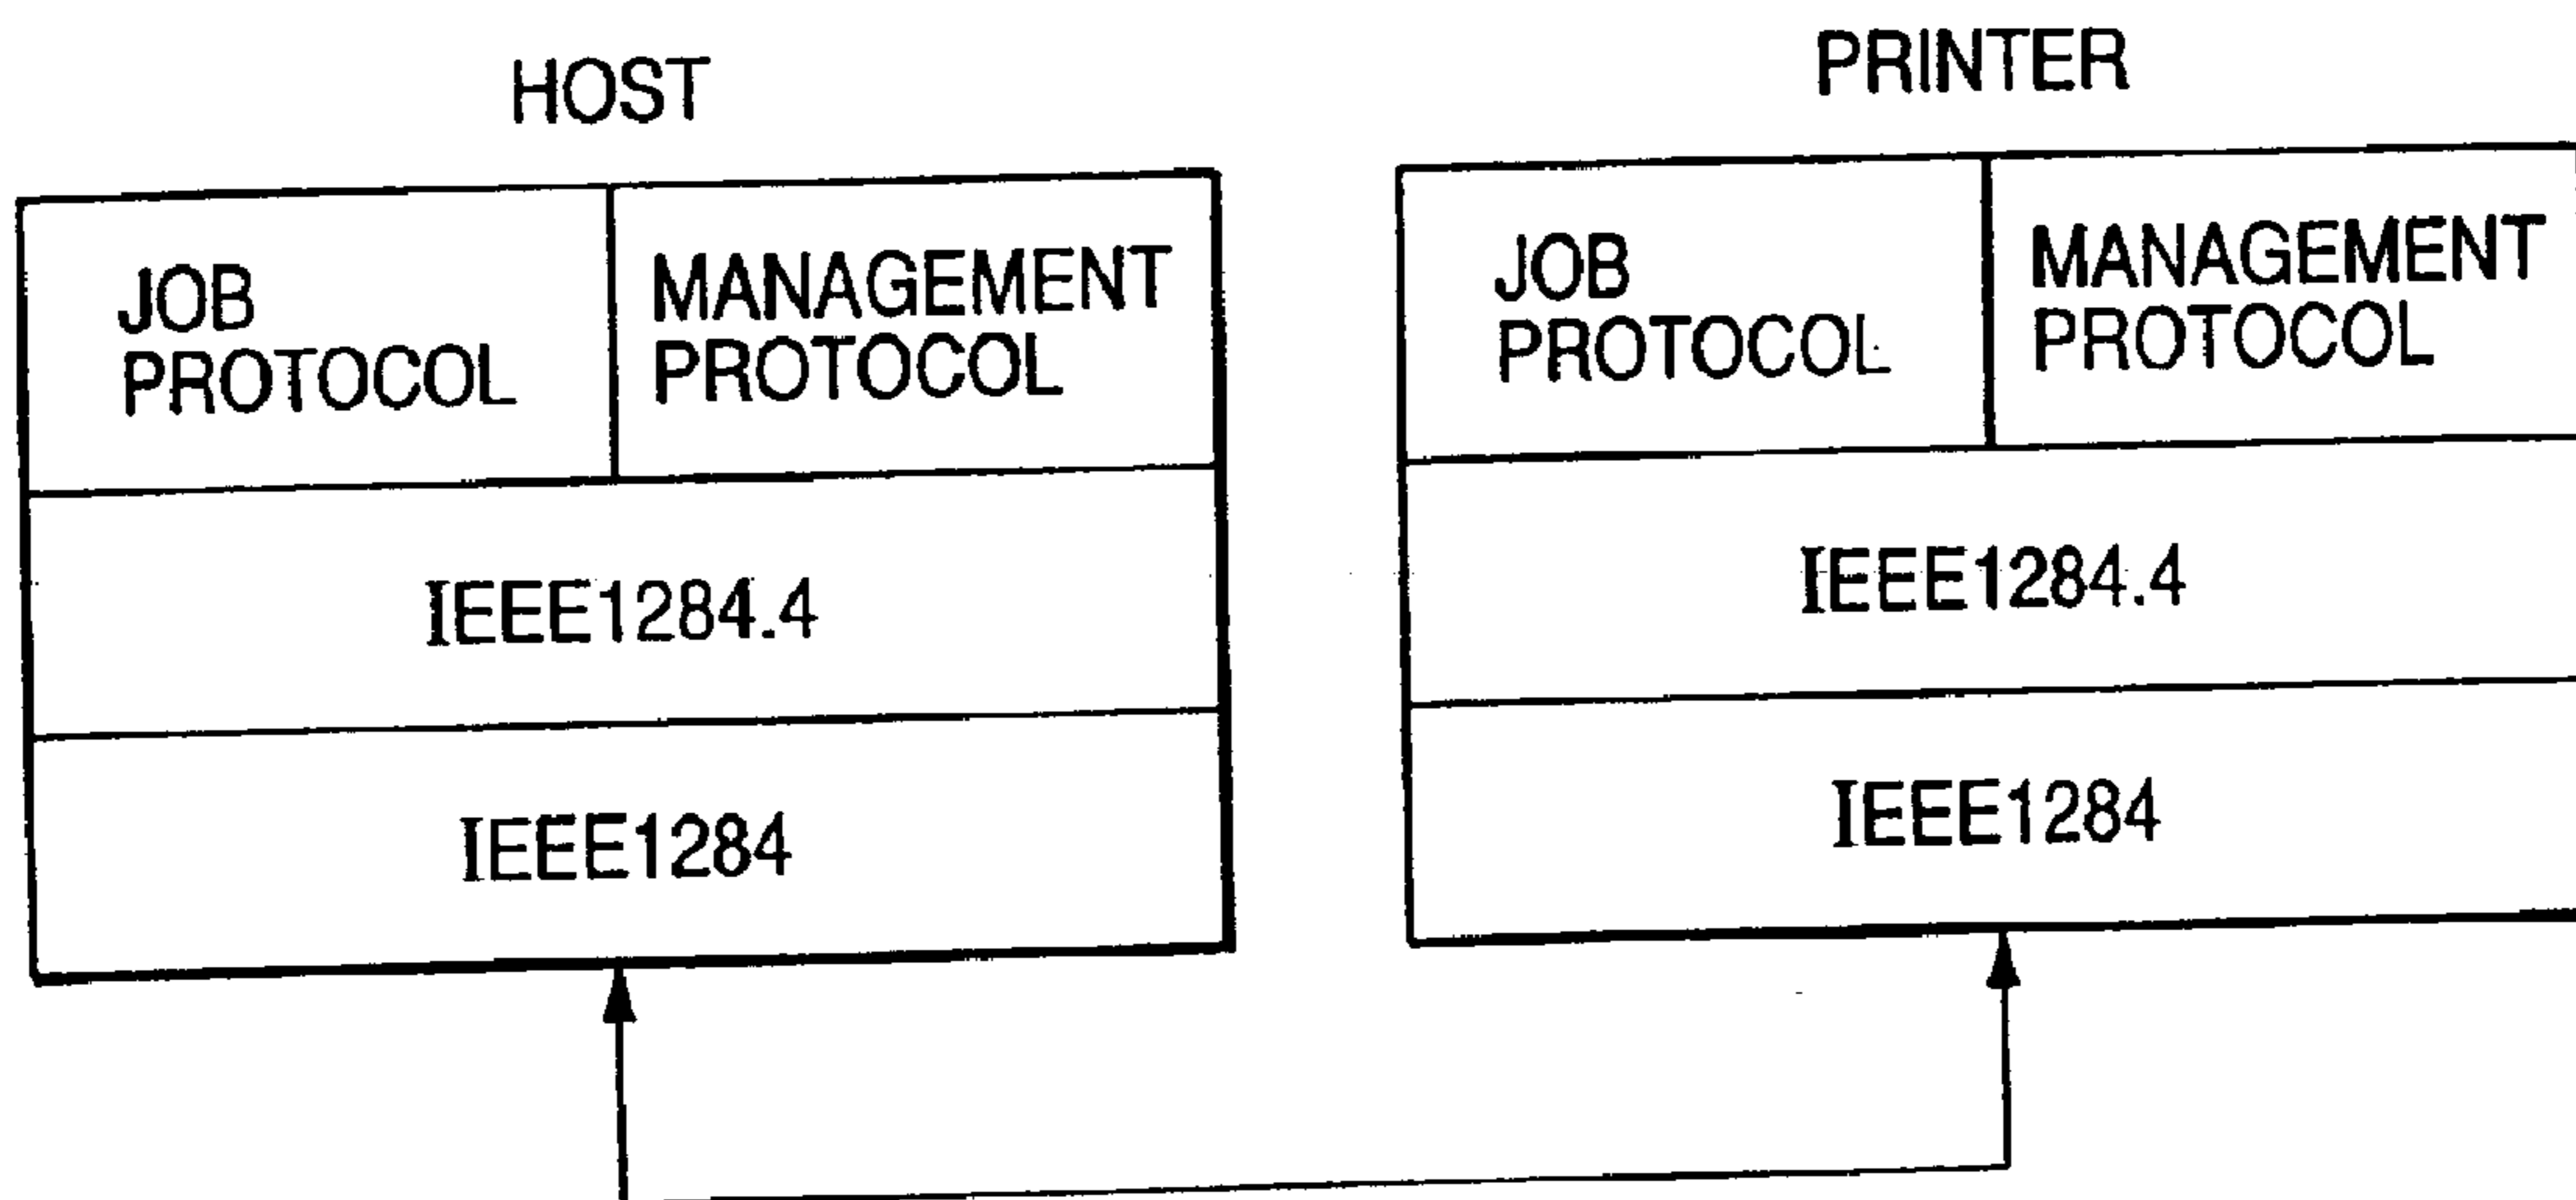 HOST
JOB
PROTOCOL
MANAGEMENT
PROTOCOL
IEEE1284.4
IEEE1284
PRINTER
JOB
PROTOCOL
MANAGEMENT
PROTOCOL
IEEE1284.4
IEEE1284